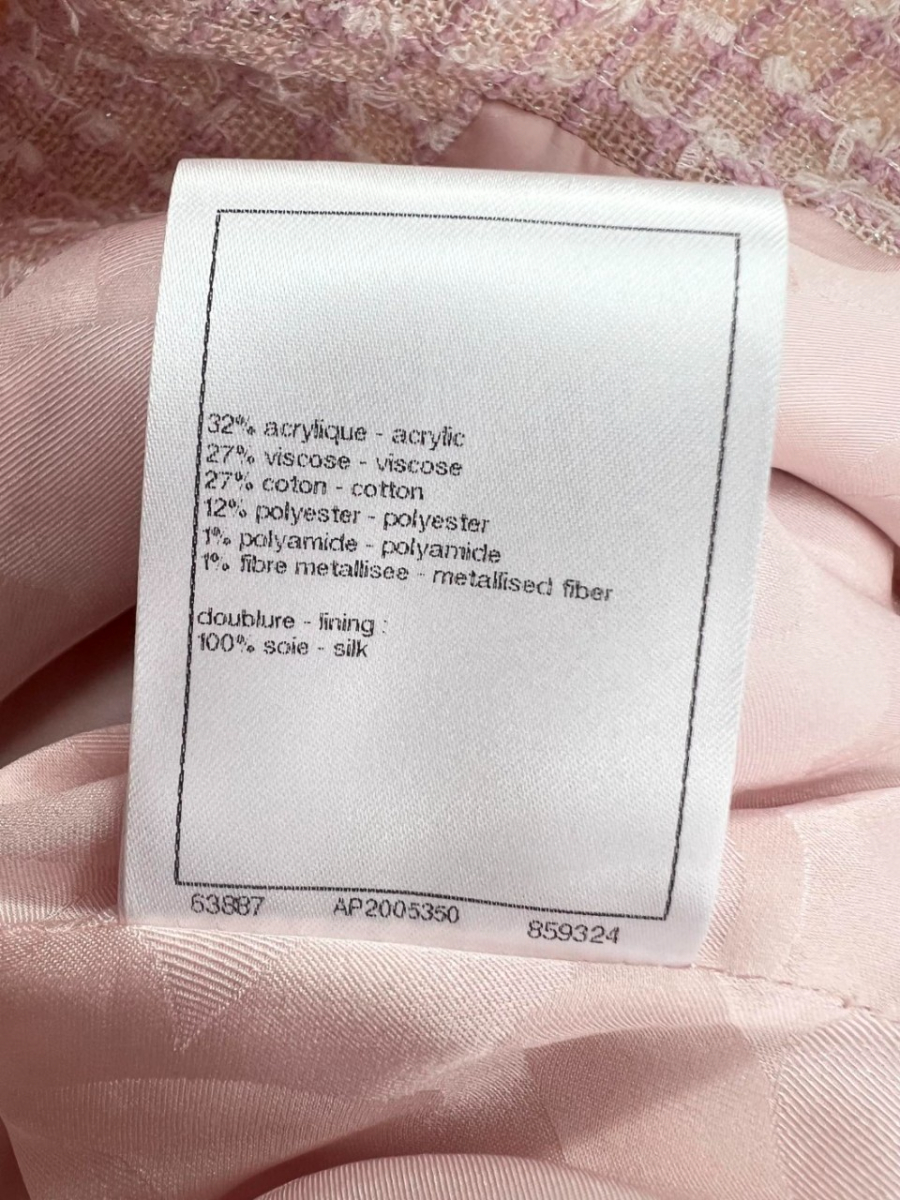 32% acrylique - acrylic
27% viscose - viscose
27% coton - cotton
12% polyester - polyester
1% polyamide - polyamide
1% fibre metallisee - metallised fiber
doublure - lining :
100% soie - silk
63887 AP2005350 859324